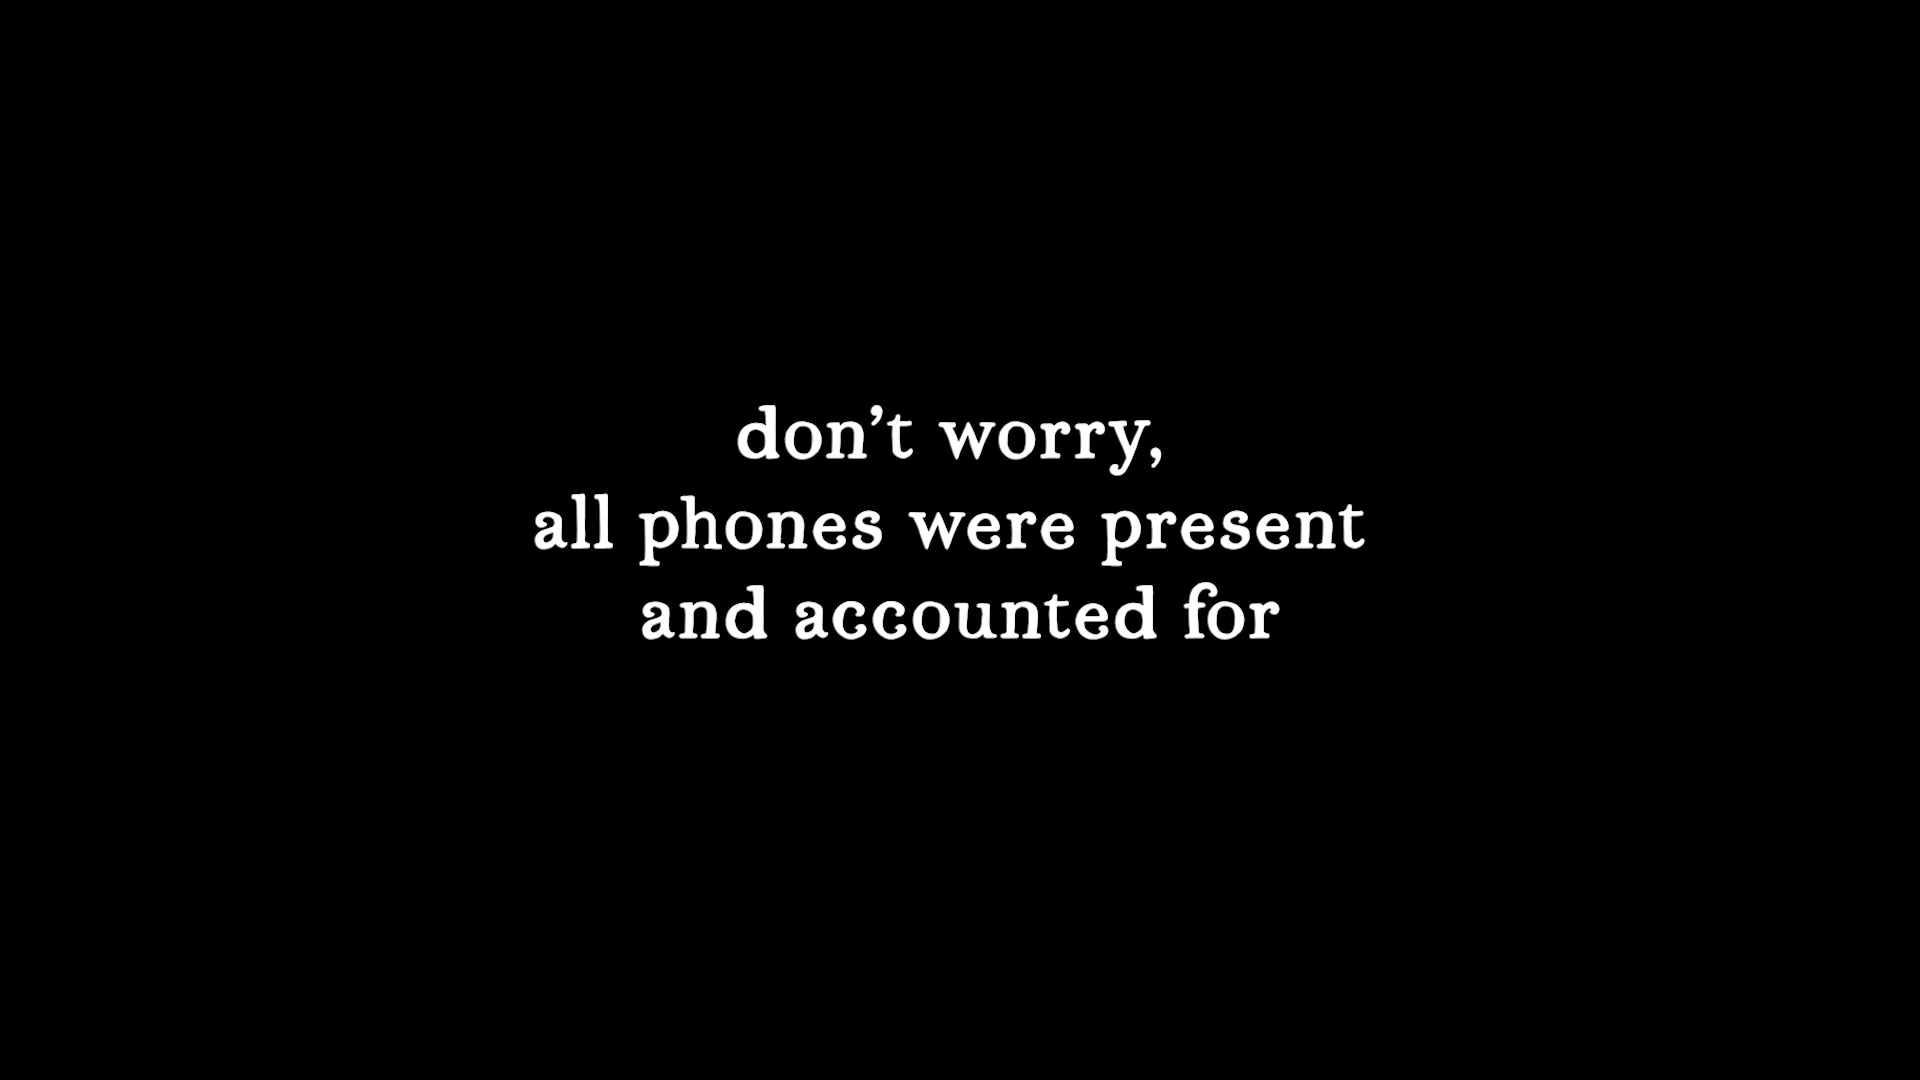 don’t worry,
all phones were present
and accounted for